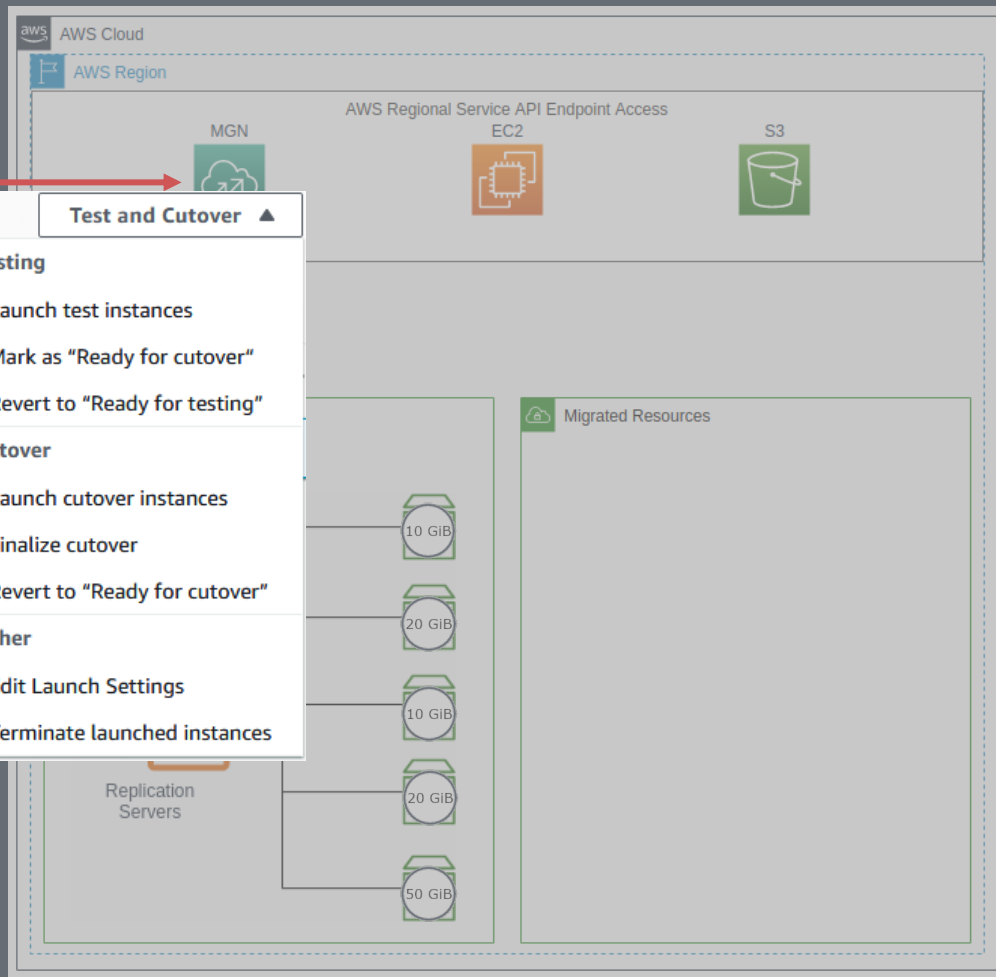 aws AWS Cloud
AWS Region
AWS Regional Service API Endpoint Access
MGN EC2 S3
Test and Cutover
sting
aunch test instances
Mark as “Ready for cutover“
evert to “Ready for testing”
tover
aunch cutover instances
inalize cutover
evert to “Ready for cutover”
her
dit Launch Settings
Terminate launched instances
Migrated Resources
10 GiB
20 GiB
10 GiB
20 GiB
50 GiB
Replication
Servers